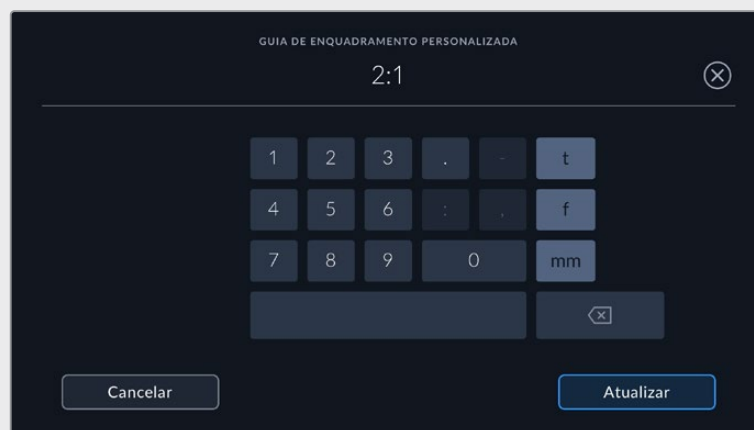 GUIA DE ENQUADRAMENTO PERSONALIZADA
2:1
1 2 3 . - t
4 5 6 : , f
7 8 9 0 mm
Cancelar Atualizar